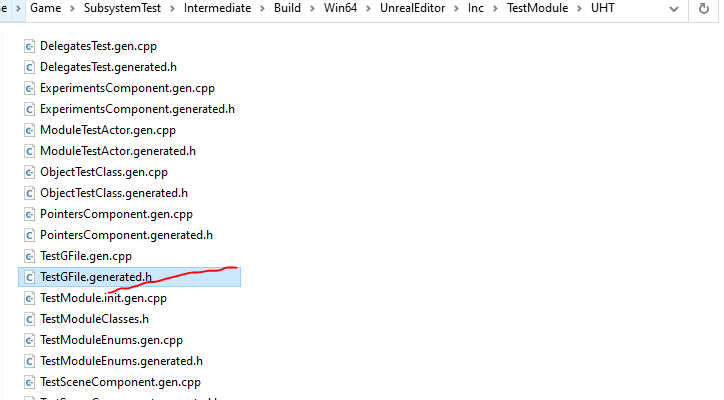 e > Game > SubsystemTest > Intermediate > Build > Win64 > UnrealEditor > Inc > TestModule > UHT
DelegatesTest.gen.cpp
DelegatesTest.generated.h
ExperimentsComponent.gen.cpp
ExperimentsComponent.generated.h
ModuleTestActor.gen.cpp
ModuleTestActor.generated.h
ObjectTestClass.gen.cpp
ObjectTestClass.generated.h
PointersComponent.gen.cpp
PointersComponent.generated.h
TestGFile.gen.cpp
TestGFile.generated.h
TestModule.init.gen.cpp
TestModuleClasses.h
TestModuleEnums.gen.cpp
TestModuleEnums.generated.h
TestSceneComponent.gen.cpp